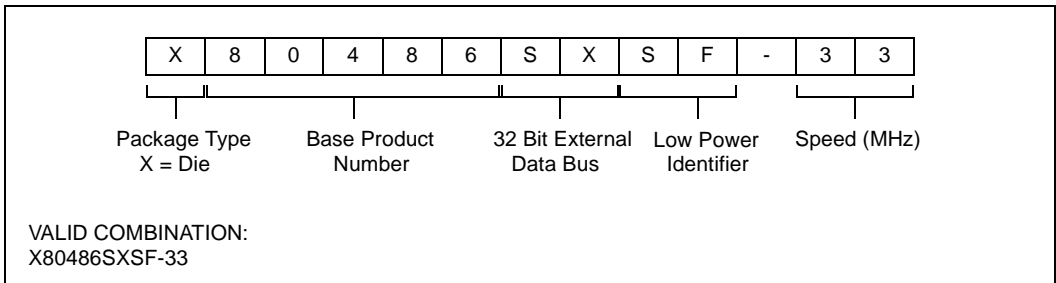 X 8 0 4 8 6 S X S F - 3 3
Package Type
X = Die
Base Product
Number
32 Bit External
Data Bus
Low Power
Identifier
Speed (MHz)
VALID COMBINATION:
X80486SXSF-33